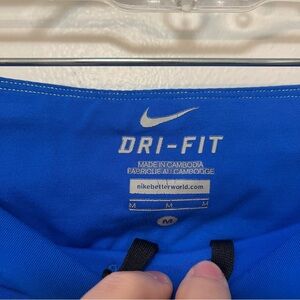 DRI-FIT
MADE IN CAMBODIA
FABRIQUÉ AU CAMBODGE
nikebetterworld.com
M M M
M